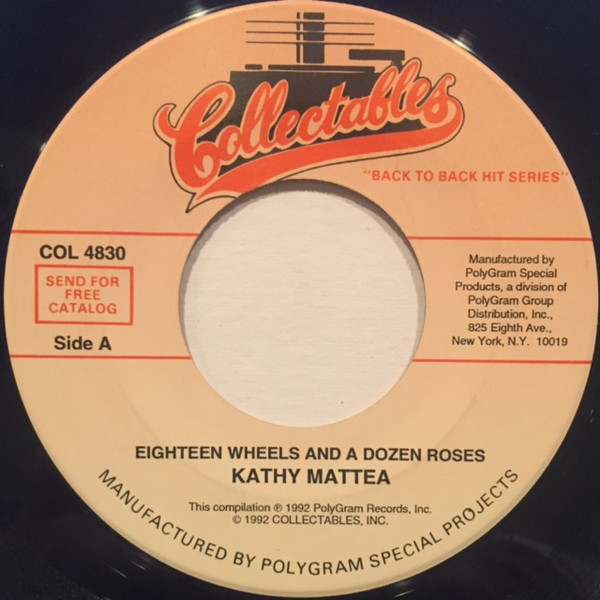 Collectables
"BACK TO BACK HIT SERIES"
COL 4830
SEND FOR
FREE
CATALOG
Side A
Manufactured by
PolyGram Special
Products, a division of
PolyGram Group
Distribution, Inc.,
825 Eighth Ave.,
New York, N.Y. 10019
EIGHTEEN WHEELS AND A DOZEN ROSES
KATHY MATTEA
This compilation ℗ 1992 PolyGram Records, Inc.
© 1992 COLLECTABLES, INC.
MANUFACTURED BY POLYGRAM SPECIAL PROJECTS